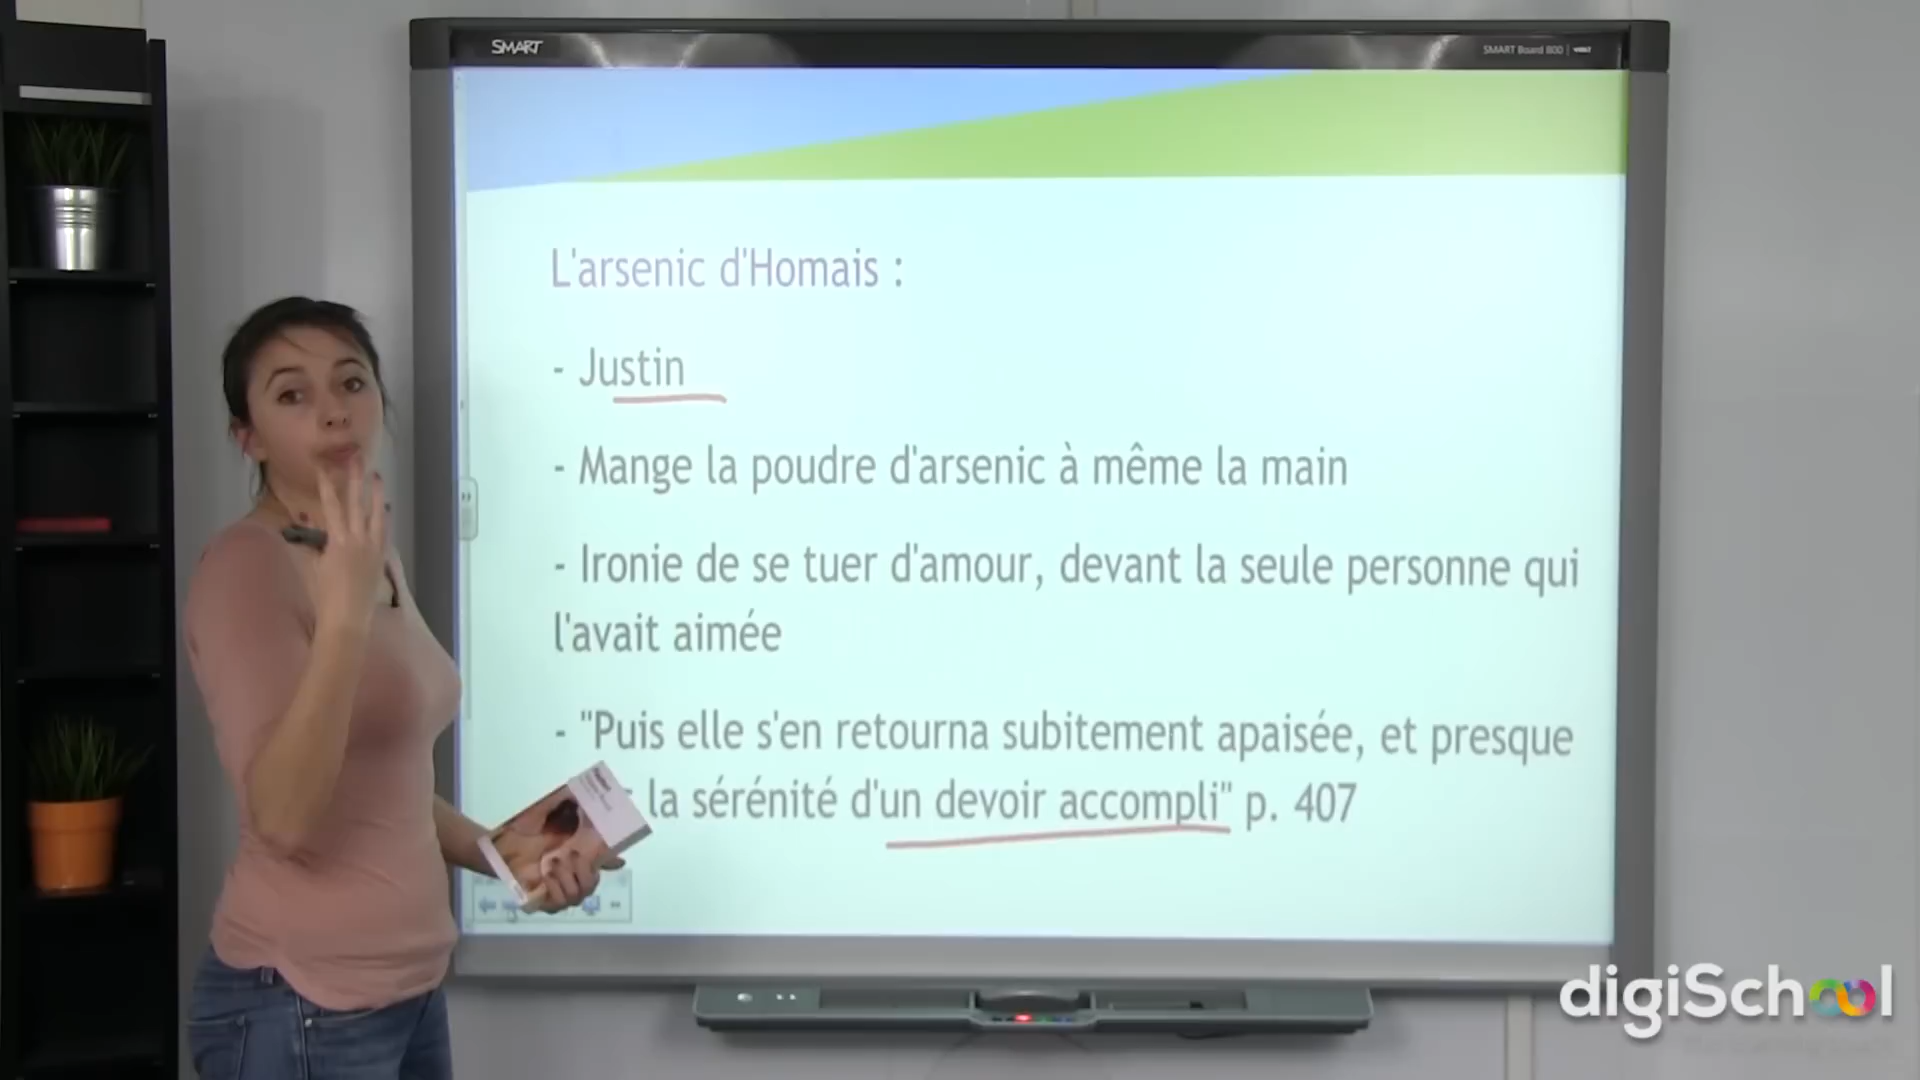 SMART
SMART Board 800
L'arsenic d'Homais :
- Justin
- Mange la poudre d'arsenic à même la main
- Ironie de se tuer d'amour, devant la seule personne qui
l'avait aimée
- "Puis elle s'en retourna subitement apaisée, et presque
la sérénité d'un devoir accompli" p. 407
digiSchool